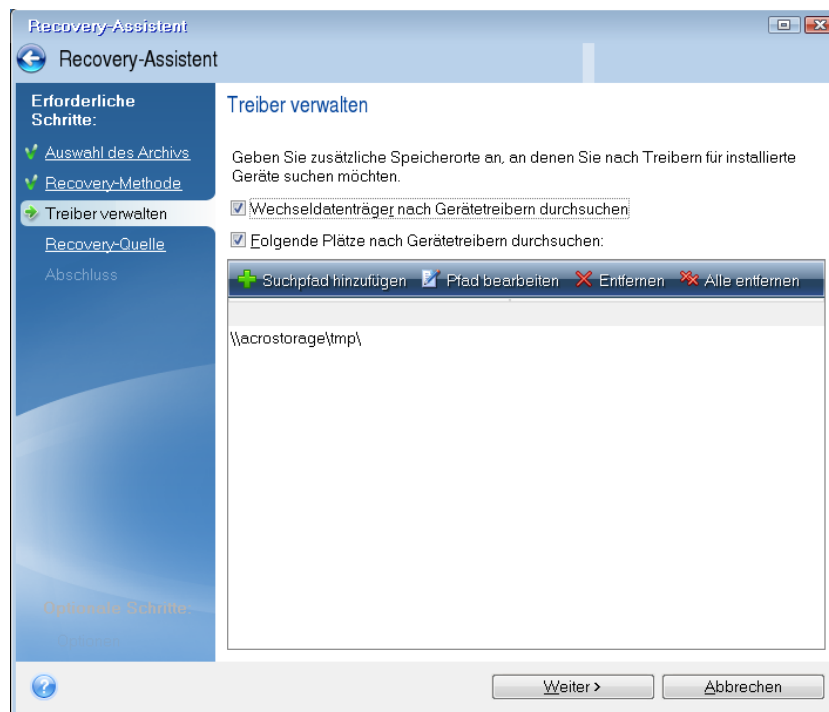 Recovery-Assistent
Recovery-Assistent
Erforderliche
Schritte:
Auswahl des Archivs
Recovery-Methode
Treiber verwalten
Recovery-Quelle
Abschluss
Optionale Schritte:
Treiber verwalten
Geben Sie zusätzliche Speicherorte an, an denen Sie nach Treibern für installierte
Geräte suchen möchten.
Wechseldatenträger nach Gerätetreibern durchsuchen
Folgende Plätze nach Gerätetreibern durchsuchen:
Suchpfad hinzufügen Pfad bearbeiten Entfernen Alle entfernen
\\acrostorage\tmp\
Weiter > Abbrechen